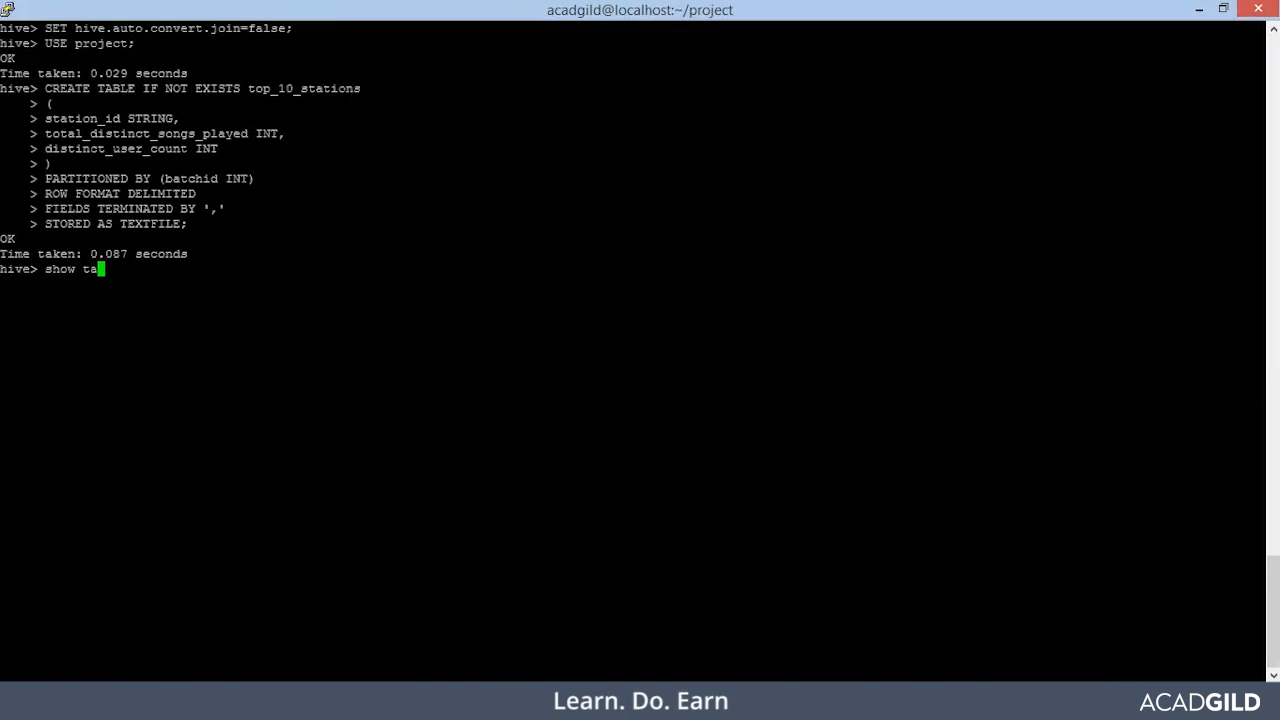 acadgild@localhost:~/project
hive> SET hive.auto.convert.join=false;
hive> USE project;
OK
Time taken: 0.029 seconds
hive> CREATE TABLE IF NOT EXISTS top_10_stations
    > (
    > station_id STRING,
    > total_distinct_songs_played INT,
    > distinct_user_count INT
    > )
    > PARTITIONED BY (batchid INT)
    > ROW FORMAT DELIMITED
    > FIELDS TERMINATED BY ','
    > STORED AS TEXTFILE;
OK
Time taken: 0.087 seconds
hive> show ta
Learn. Do. Earn
ACADGILD